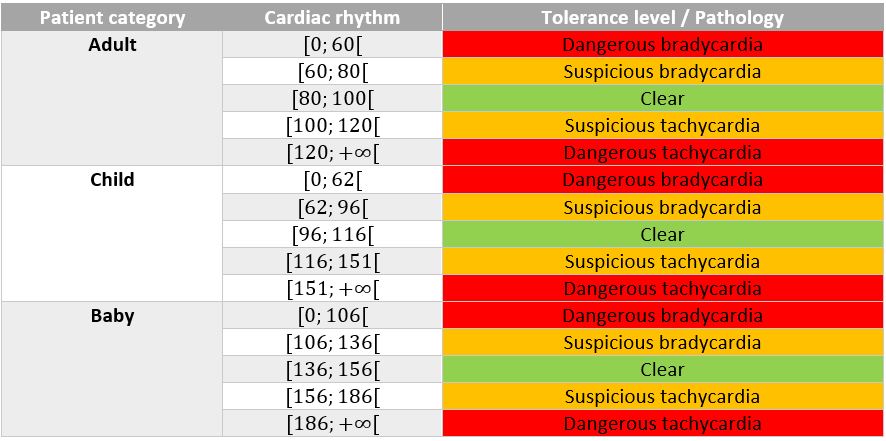 Patient category Cardiac rhythm Tolerance level / Pathology
Adult [0; 60[ Dangerous bradycardia
[60; 80[ Suspicious bradycardia
[80; 100[ Clear
[100; 120[ Suspicious tachycardia
[120; +∞[ Dangerous tachycardia
Child [0; 62[ Dangerous bradycardia
[62; 96[ Suspicious bradycardia
[96; 116[ Clear
[116; 151[ Suspicious tachycardia
[151; +∞[ Dangerous tachycardia
Baby [0; 106[ Dangerous bradycardia
[106; 136[ Suspicious bradycardia
[136; 156[ Clear
[156; 186[ Suspicious tachycardia
[186; +∞[ Dangerous tachycardia